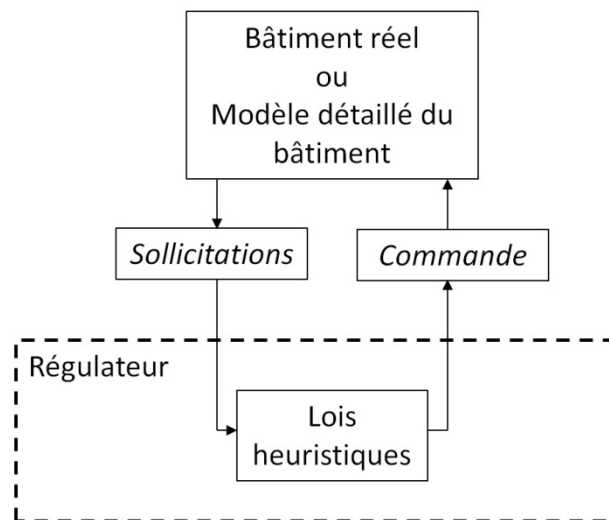 Bâtiment réel
ou
Modèle détaillé du
bâtiment
Sollicitations
Commande
Régulateur
Lois
heuristiques